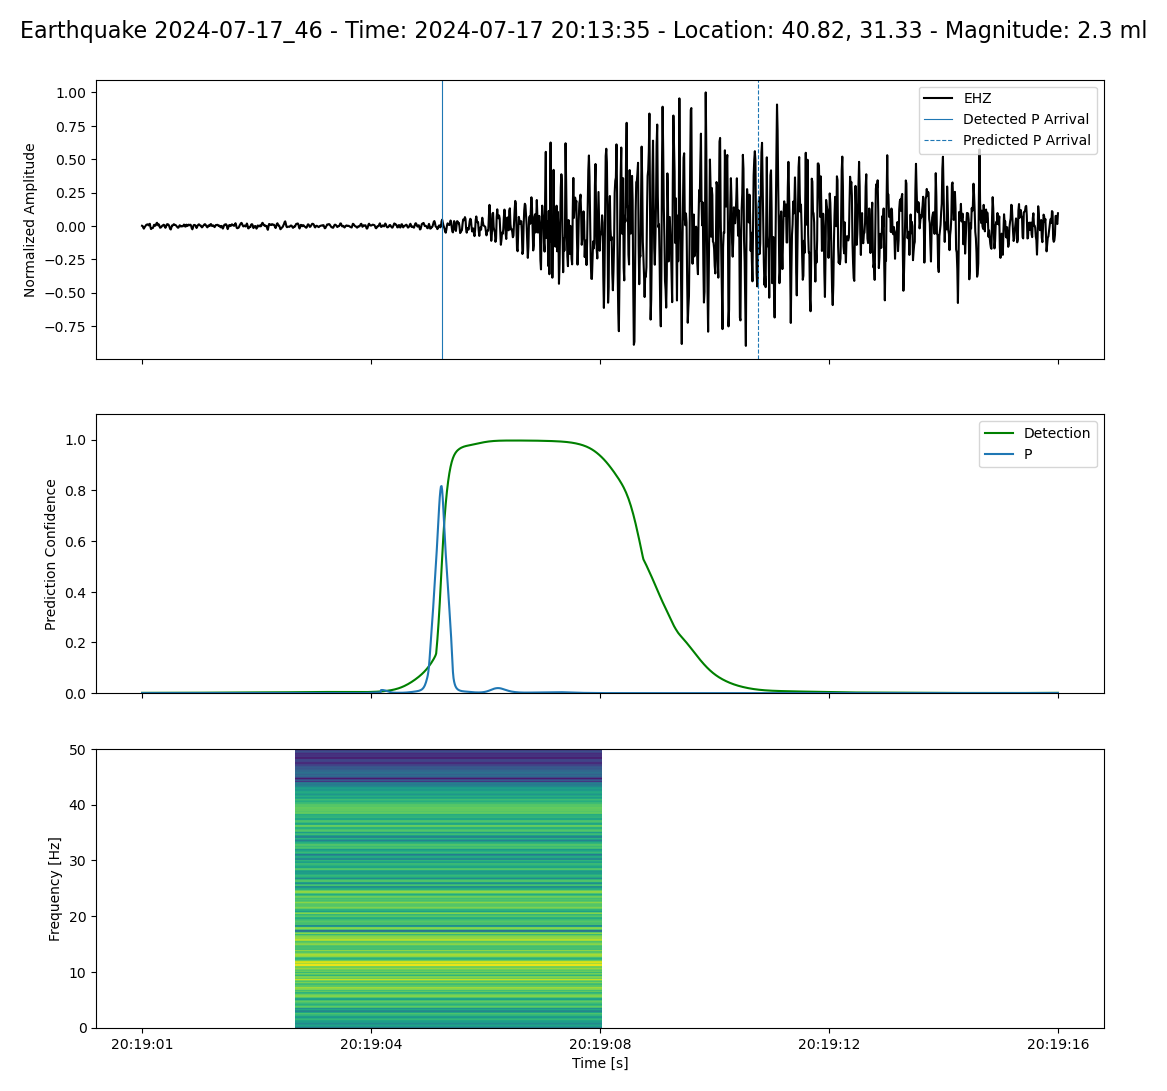 Earthquake 2024-07-17_46 - Time: 2024-07-17 20:13:35 - Location: 40.82, 31.33 - Magnitude: 2.3 ml
Normalized Amplitude
1.00
0.75
0.50
0.25
0.00
−0.25
−0.50
−0.75
EHZ
Detected P Arrival
Predicted P Arrival
Prediction Confidence
1.0
0.8
0.6
0.4
0.2
0.0
Detection
P
Frequency [Hz]
50
40
30
20
10
0
20:19:01 20:19:04 20:19:08 20:19:12 20:19:16
Time [s]